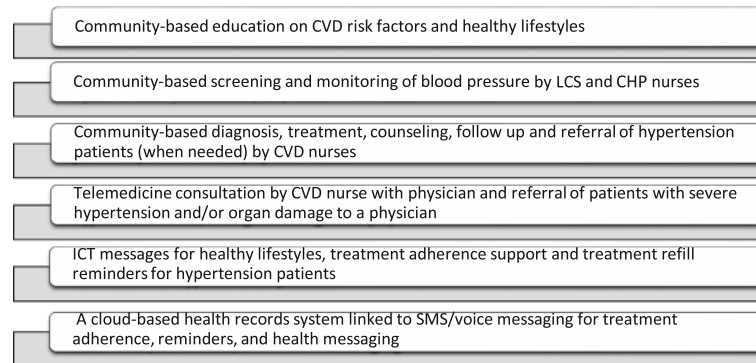 Community-based education on CVD risk factors and healthy lifestyles
Community-based screening and monitoring of blood pressure by LCS and CHP nurses
Community-based diagnosis, treatment, counseling, follow up and referral of hypertension
patients (when needed) by CVD nurses
Telemedicine consultation by CVD nurse with physician and referral of patients with severe
hypertension and/or organ damage to a physician
ICT messages for healthy lifestyles, treatment adherence support and treatment refill
reminders for hypertension patients
A cloud-based health records system linked to SMS/voice messaging for treatment
adherence, reminders, and health messaging